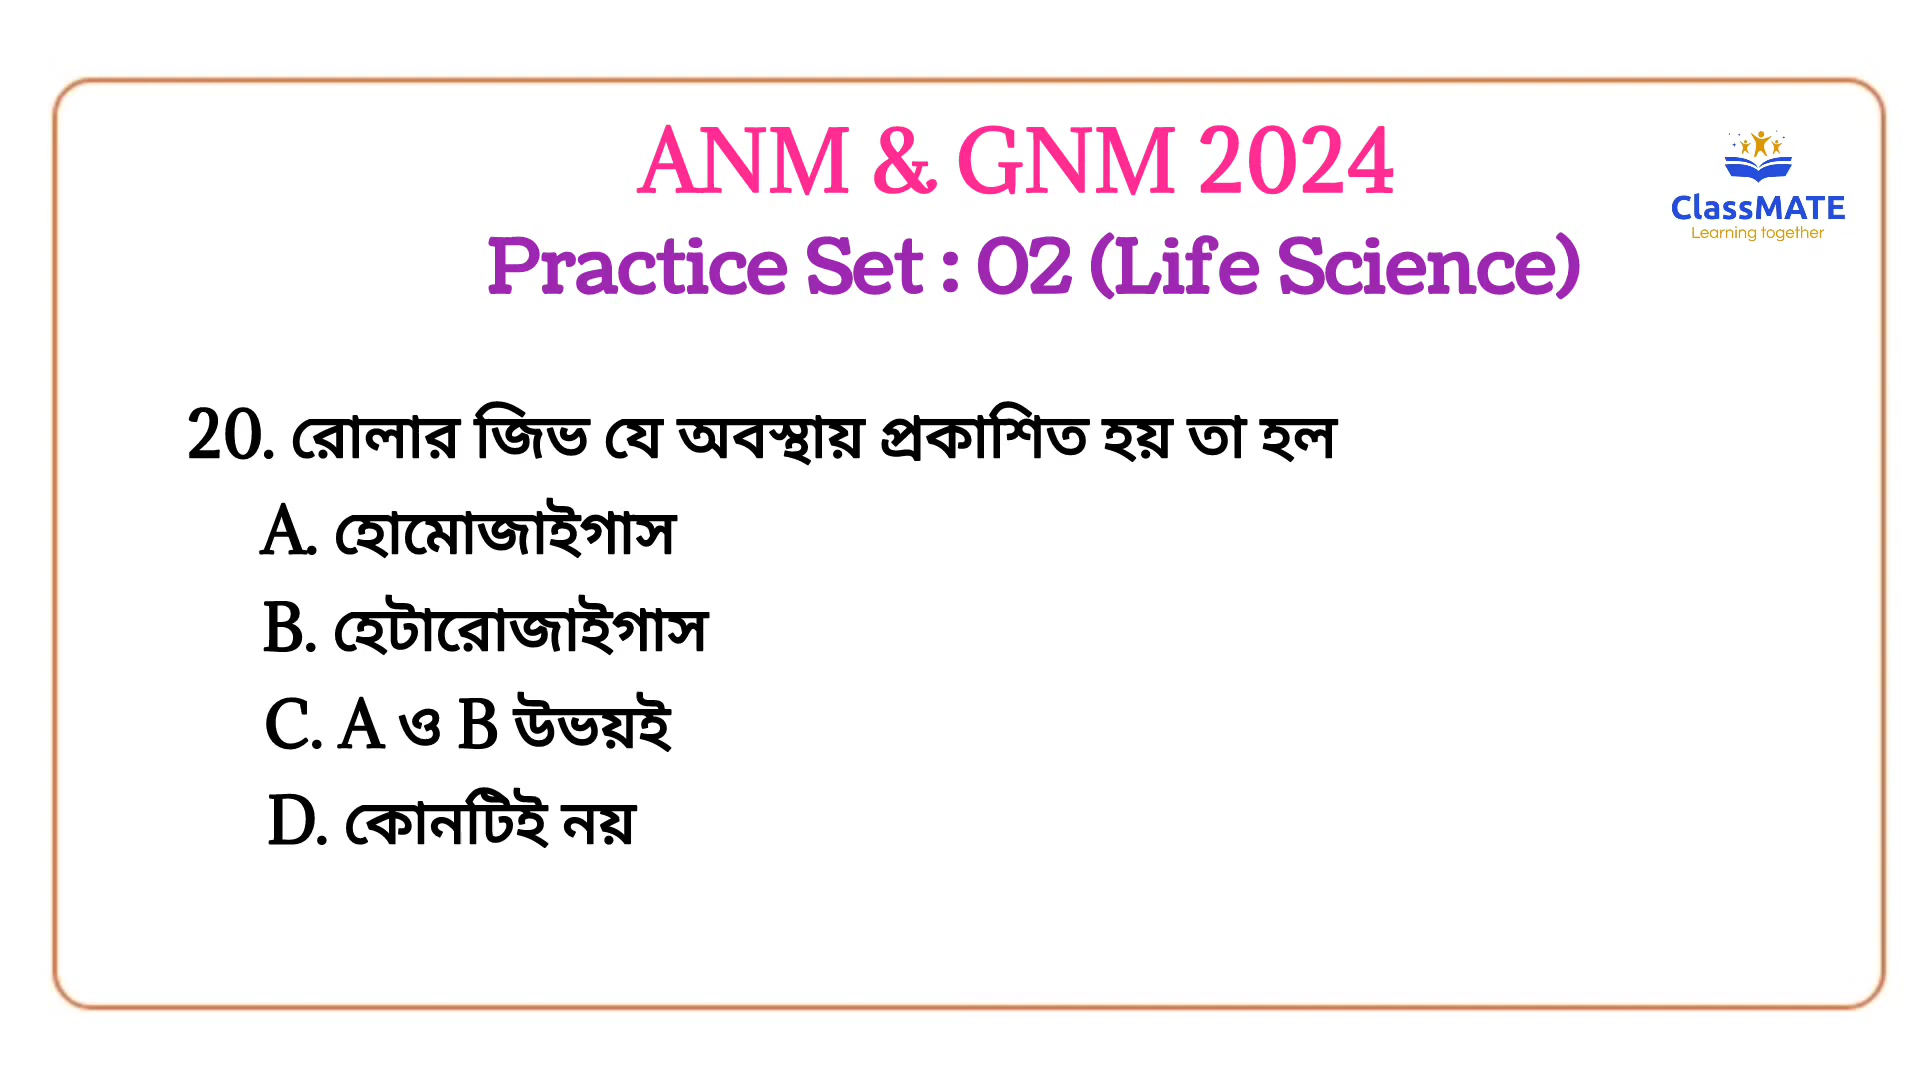 ANM & GNM 2024
ClassMATE
Learning together
Practice Set : 02 (Life Science)
20. রোলার জিভ যে অবস্থায় প্রকাশিত হয় তা হল
A. হোমোজাইগাস
B. হেটারোজাইগাস
C. A ও B উভয়ই
D. কোনটিই নয়